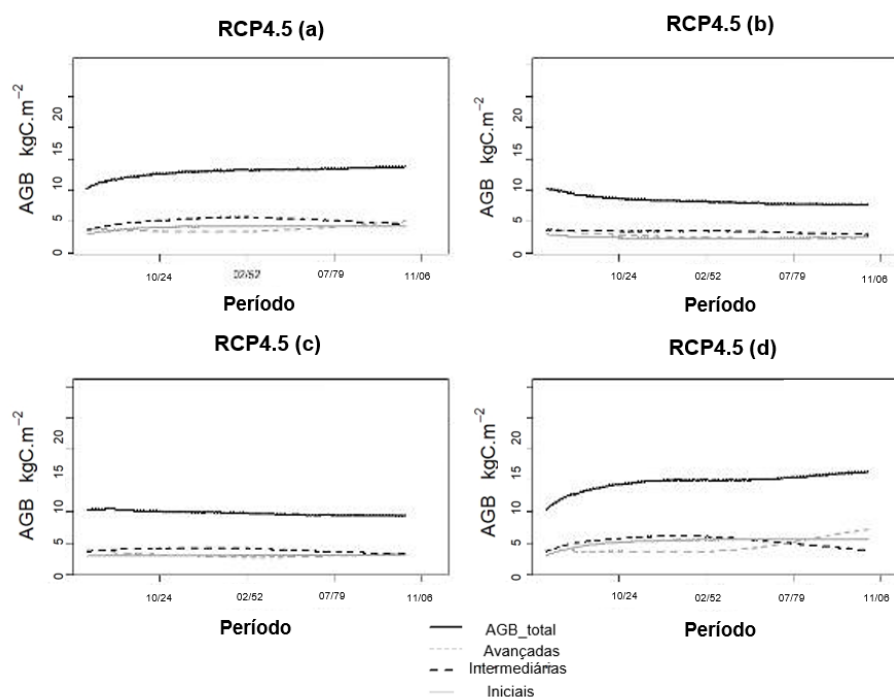 RCP4.5 (a)
AGB kgC.m⁻²
0 5 10 15 20
10/24 02/52 07/79 11/06
Período
RCP4.5 (b)
AGB kgC.m⁻²
0 5 10 15 20
10/24 02/52 07/79 11/06
Período
RCP4.5 (c)
AGB kgC.m⁻²
0 5 10 15 20
10/24 02/52 07/79 11/06
Período
RCP4.5 (d)
AGB kgC.m⁻²
0 5 10 15 20
10/24 02/52 07/79 11/06
Período
AGB_total
Avançadas
Intermediárias
Iniciais